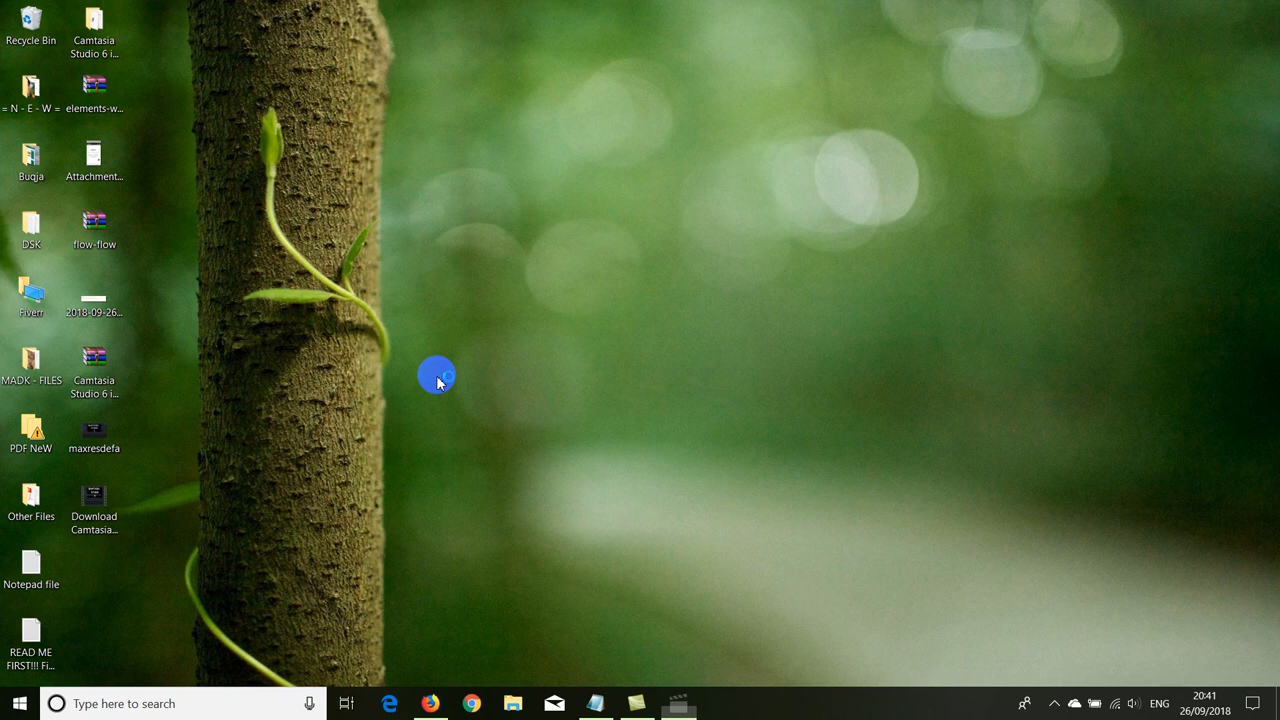 Recycle Bin
Camtasia
Studio 6 i...
= N - E - W =
elements-w...
Buqja
Attachment...
DSK
flow-flow
Fiverr
2018-09-26...
MADK - FILES
Camtasia
Studio 6 i...
PDF NeW
maxresdefa
Other Files
Download
Camtasia...
Notepad file
READ ME
FIRST!!! Fi...
Type here to search
ENG
20:41
26/09/2018